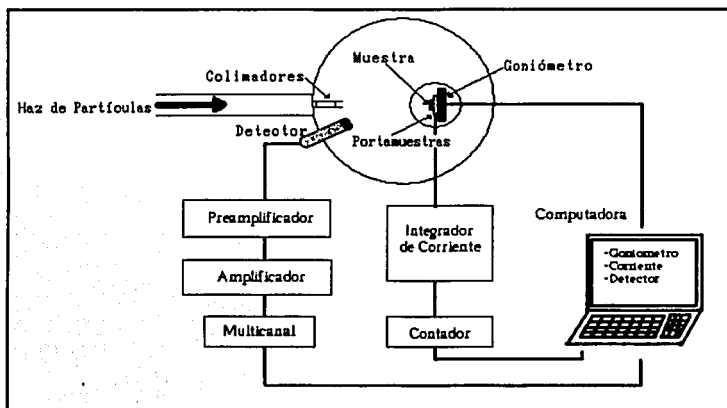 Muestra
Goniómetro
Colimadores
Haz de Partículas
Detector
Portamuestras
Preamplificador
Integrador
de Corriente
Computadora
Amplificador
-Goniometro
-Corriente
-Detector
Multicanal
Contador